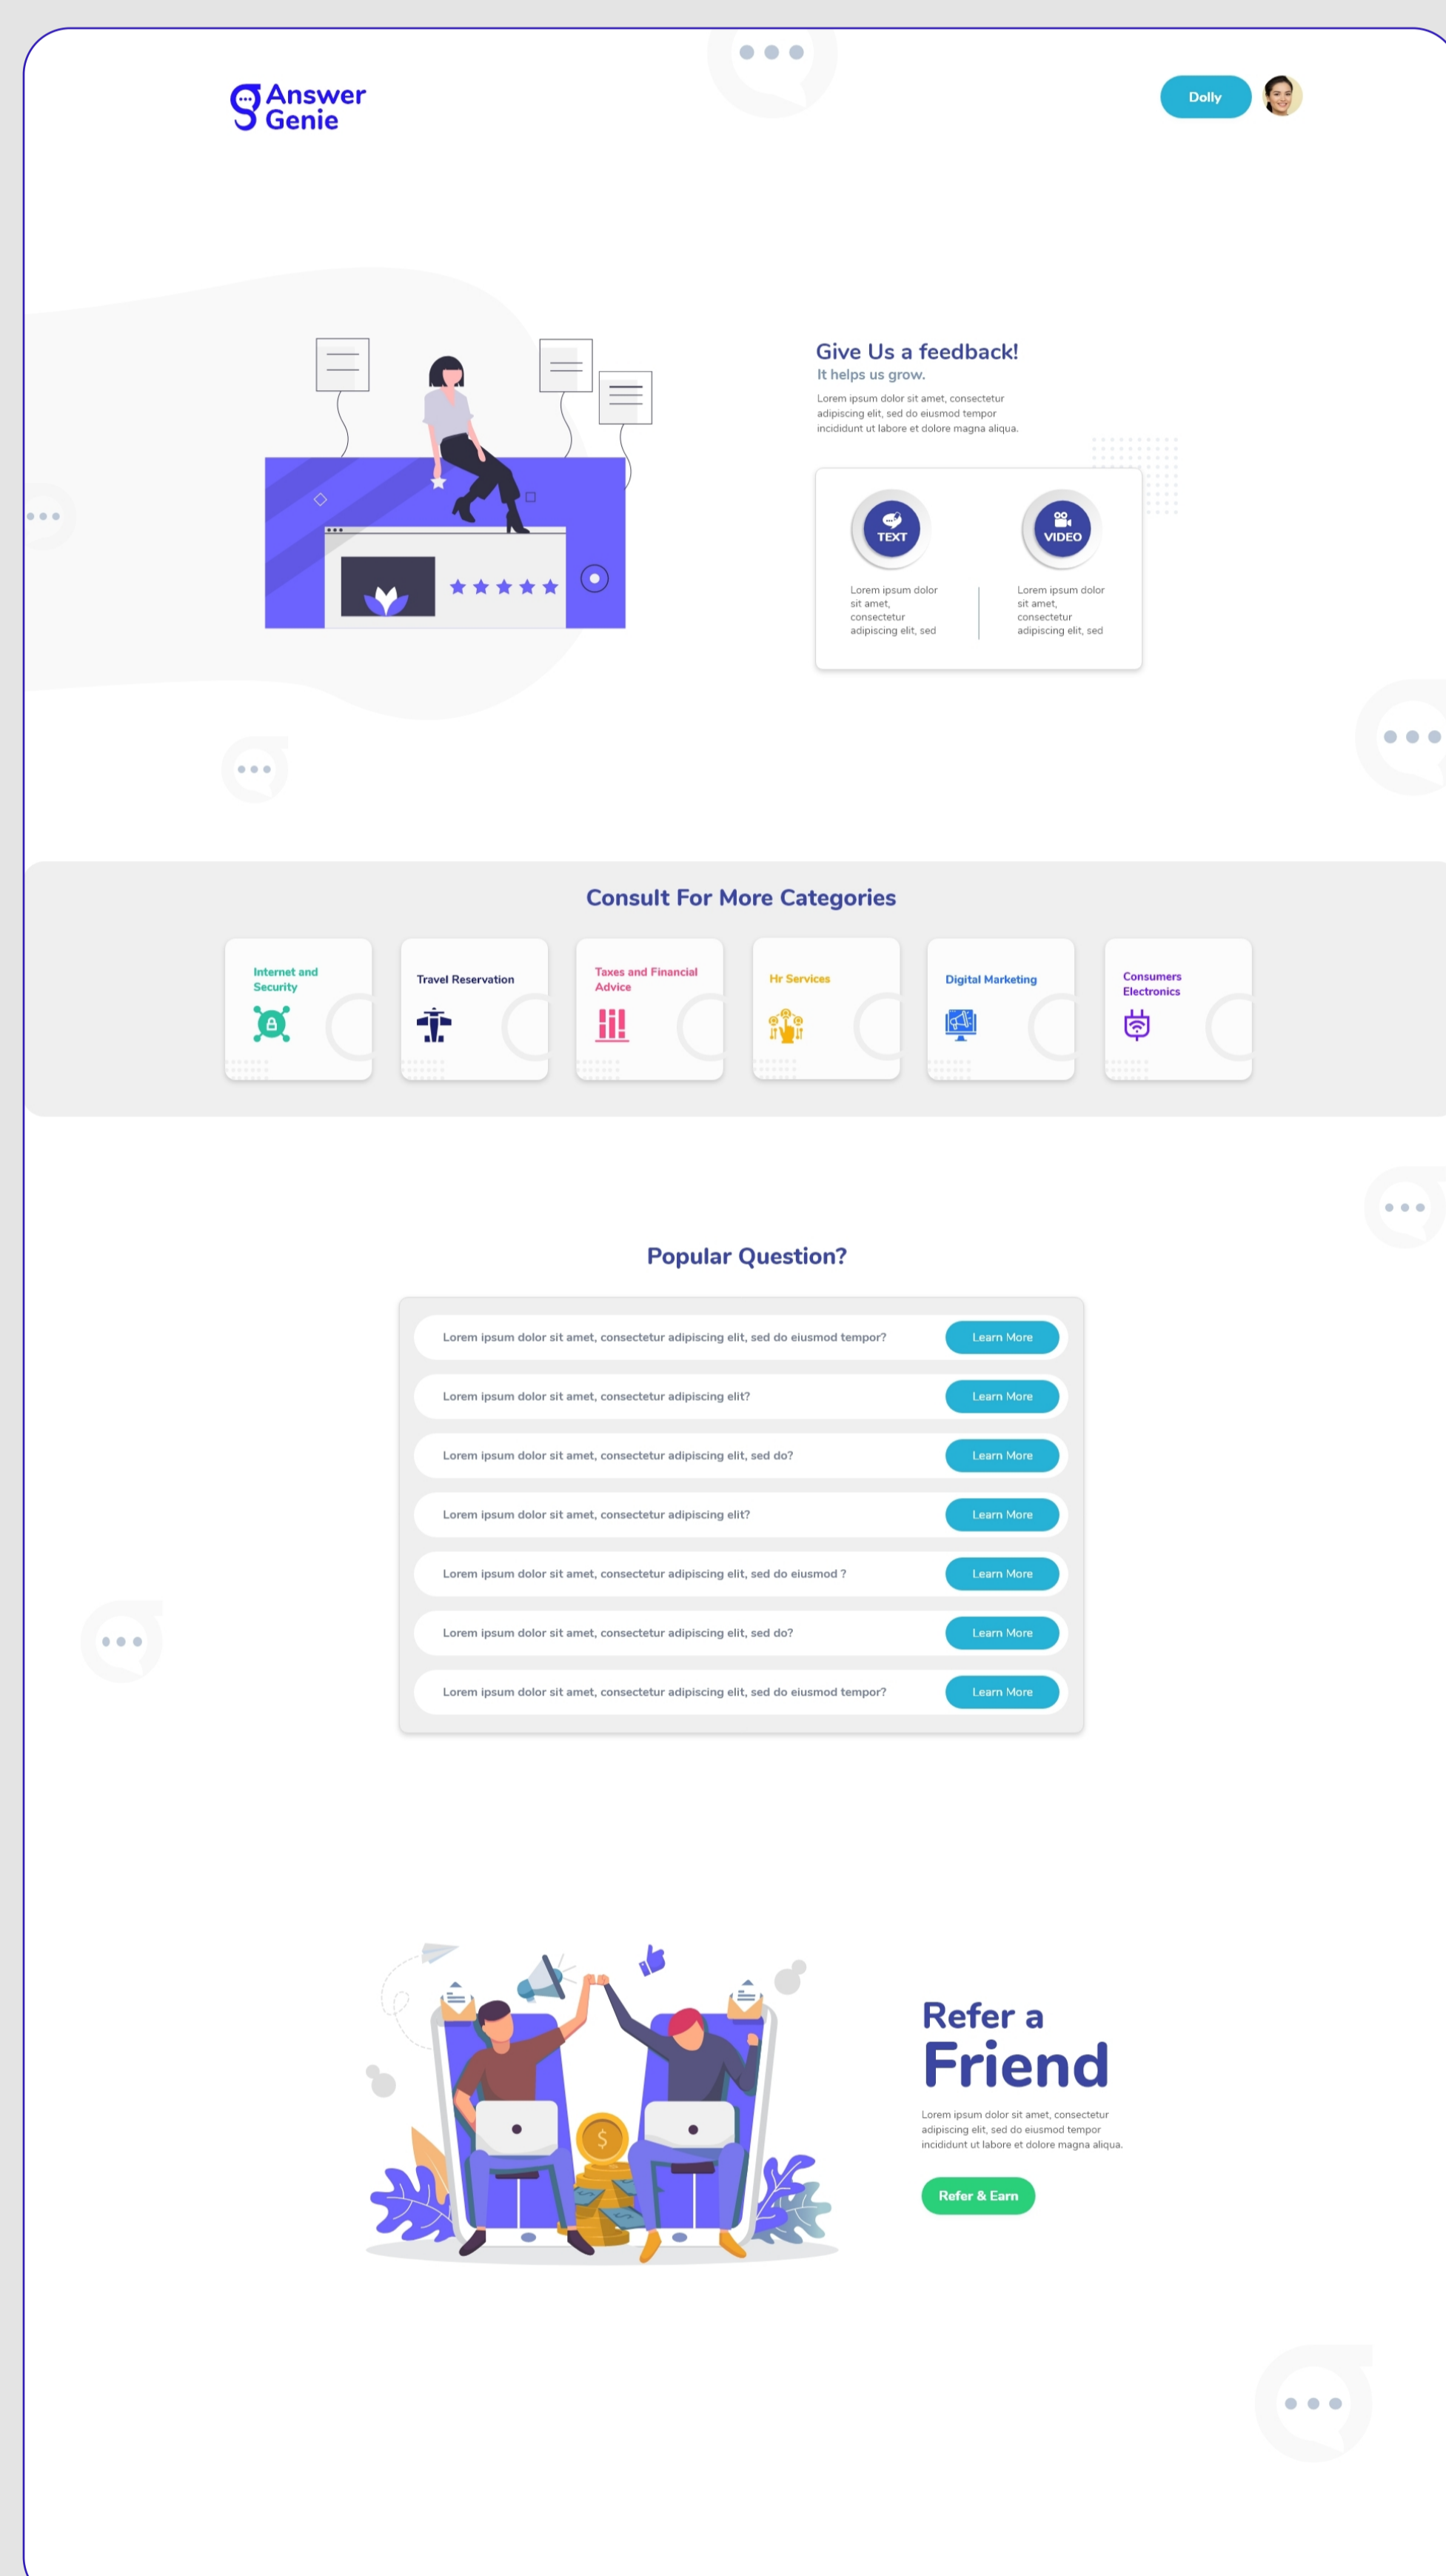 Answer
Genie
Dolly
Give Us a feedback!
It helps us grow.
Lorem ipsum dolor sit amet, consectetur
adipiscing elit, sed do eiusmod tempor
incididunt ut labore et dolore magna aliqua.
TEXT
VIDEO
Lorem ipsum dolor
sit amet,
consectetur
adipiscing elit, sed
Lorem ipsum dolor
sit amet,
consectetur
adipiscing elit, sed
Consult For More Categories
Internet and
Security
Travel Reservation
Taxes and Financial
Advice
Hr Services
Digital Marketing
Consumers
Electronics
Popular Question?
Lorem ipsum dolor sit amet, consectetur adipiscing elit, sed do eiusmod tempor?
Learn More
Lorem ipsum dolor sit amet, consectetur adipiscing elit?
Learn More
Lorem ipsum dolor sit amet, consectetur adipiscing elit, sed do?
Learn More
Lorem ipsum dolor sit amet, consectetur adipiscing elit?
Learn More
Lorem ipsum dolor sit amet, consectetur adipiscing elit, sed do eiusmod ?
Learn More
Lorem ipsum dolor sit amet, consectetur adipiscing elit, sed do?
Learn More
Lorem ipsum dolor sit amet, consectetur adipiscing elit, sed do eiusmod tempor?
Learn More
$
Refer a
Friend
Lorem ipsum dolor sit amet, consectetur
adipiscing elit, sed do eiusmod tempor
incididunt ut labore et dolore magna aliqua.
Refer & Earn